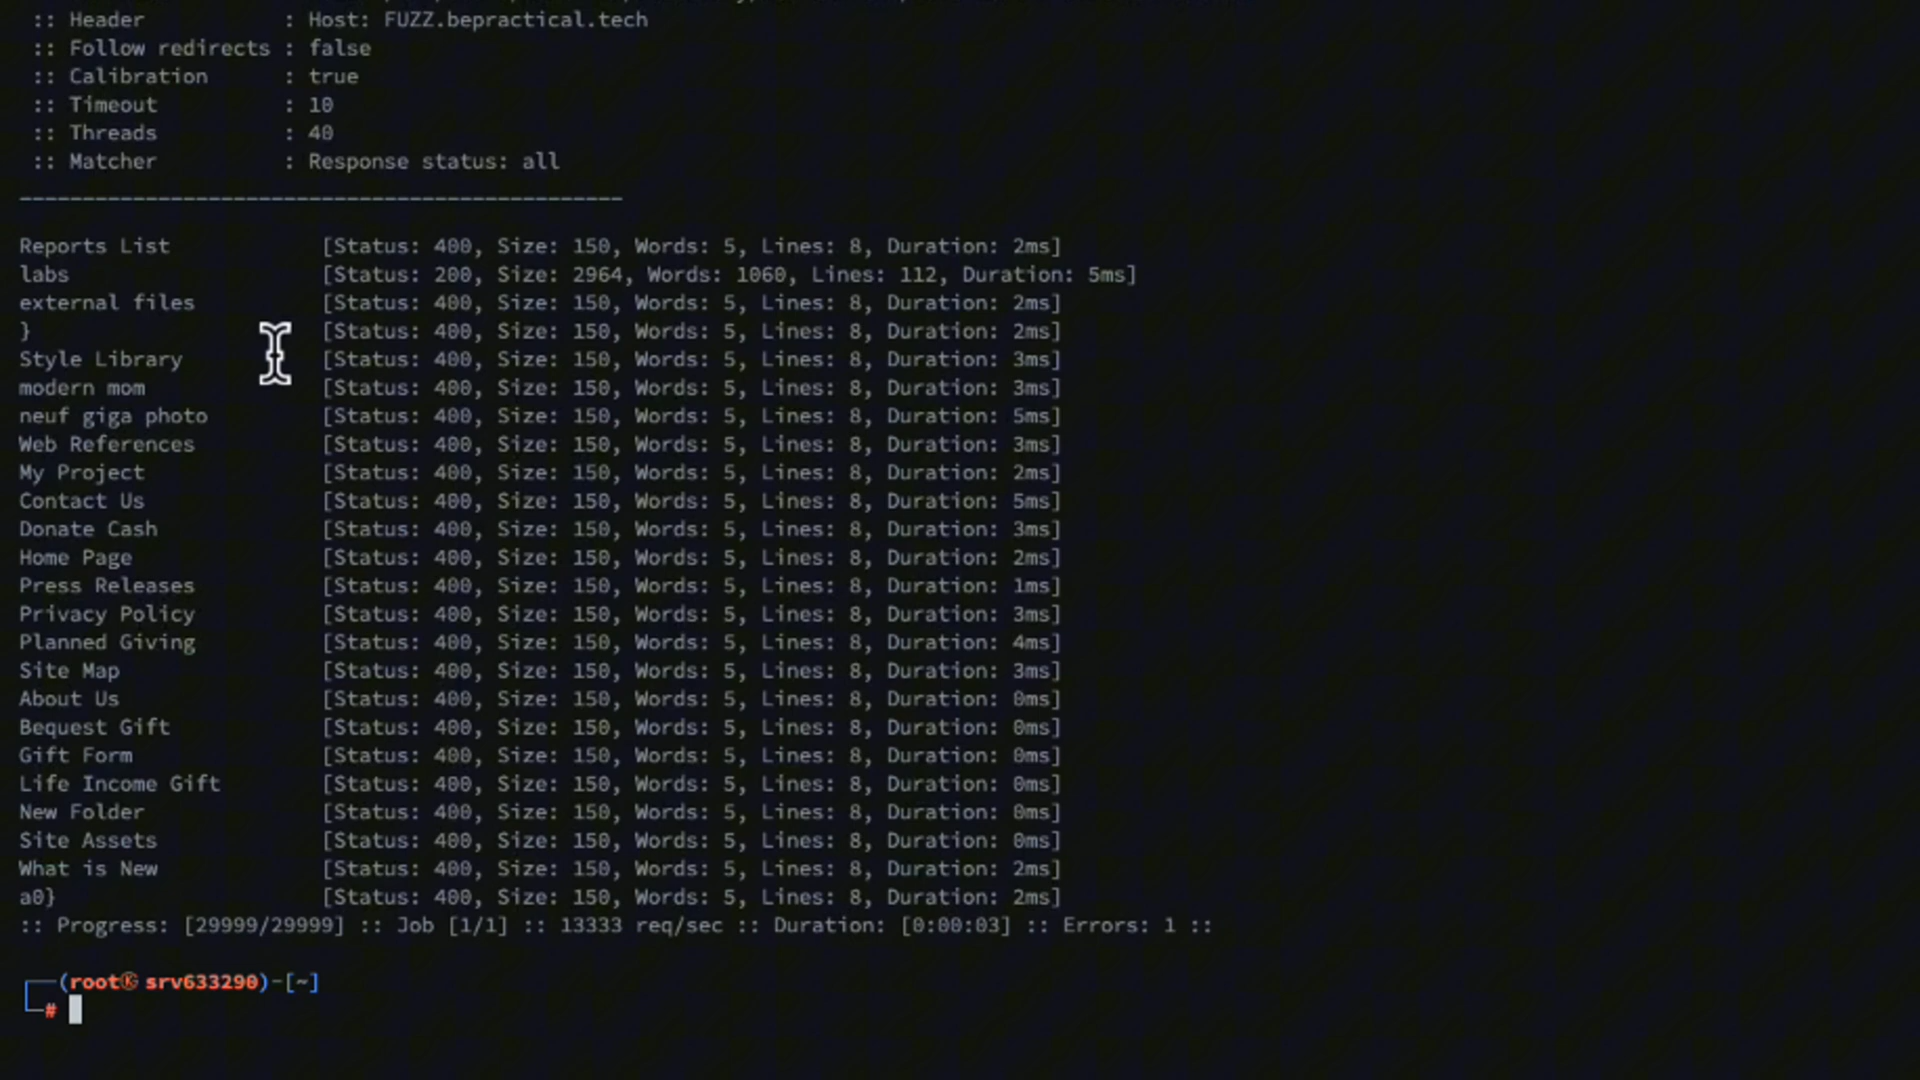 :: Header           : Host: FUZZ.bepractical.tech
:: Follow redirects : false
:: Calibration      : true
:: Timeout          : 10
:: Threads          : 40
:: Matcher          : Response status: all
________________________________________________
Reports List            [Status: 400, Size: 150, Words: 5, Lines: 8, Duration: 2ms]
labs                    [Status: 200, Size: 2964, Words: 1060, Lines: 112, Duration: 5ms]
external files          [Status: 400, Size: 150, Words: 5, Lines: 8, Duration: 2ms]
}                       [Status: 400, Size: 150, Words: 5, Lines: 8, Duration: 2ms]
Style Library           [Status: 400, Size: 150, Words: 5, Lines: 8, Duration: 3ms]
modern mom              [Status: 400, Size: 150, Words: 5, Lines: 8, Duration: 3ms]
neuf giga photo         [Status: 400, Size: 150, Words: 5, Lines: 8, Duration: 5ms]
Web References          [Status: 400, Size: 150, Words: 5, Lines: 8, Duration: 3ms]
My Project              [Status: 400, Size: 150, Words: 5, Lines: 8, Duration: 2ms]
Contact Us              [Status: 400, Size: 150, Words: 5, Lines: 8, Duration: 5ms]
Donate Cash             [Status: 400, Size: 150, Words: 5, Lines: 8, Duration: 3ms]
Home Page               [Status: 400, Size: 150, Words: 5, Lines: 8, Duration: 2ms]
Press Releases          [Status: 400, Size: 150, Words: 5, Lines: 8, Duration: 1ms]
Privacy Policy          [Status: 400, Size: 150, Words: 5, Lines: 8, Duration: 3ms]
Planned Giving          [Status: 400, Size: 150, Words: 5, Lines: 8, Duration: 4ms]
Site Map                [Status: 400, Size: 150, Words: 5, Lines: 8, Duration: 3ms]
About Us                [Status: 400, Size: 150, Words: 5, Lines: 8, Duration: 0ms]
Bequest Gift            [Status: 400, Size: 150, Words: 5, Lines: 8, Duration: 0ms]
Gift Form               [Status: 400, Size: 150, Words: 5, Lines: 8, Duration: 0ms]
Life Income Gift        [Status: 400, Size: 150, Words: 5, Lines: 8, Duration: 0ms]
New Folder              [Status: 400, Size: 150, Words: 5, Lines: 8, Duration: 0ms]
Site Assets             [Status: 400, Size: 150, Words: 5, Lines: 8, Duration: 0ms]
What is New             [Status: 400, Size: 150, Words: 5, Lines: 8, Duration: 2ms]
a0}                     [Status: 400, Size: 150, Words: 5, Lines: 8, Duration: 2ms]
:: Progress: [29999/29999] :: Job [1/1] :: 13333 req/sec :: Duration: [0:00:03] :: Errors: 1 ::
┌──(root㉿srv633290)-[~]
└─#